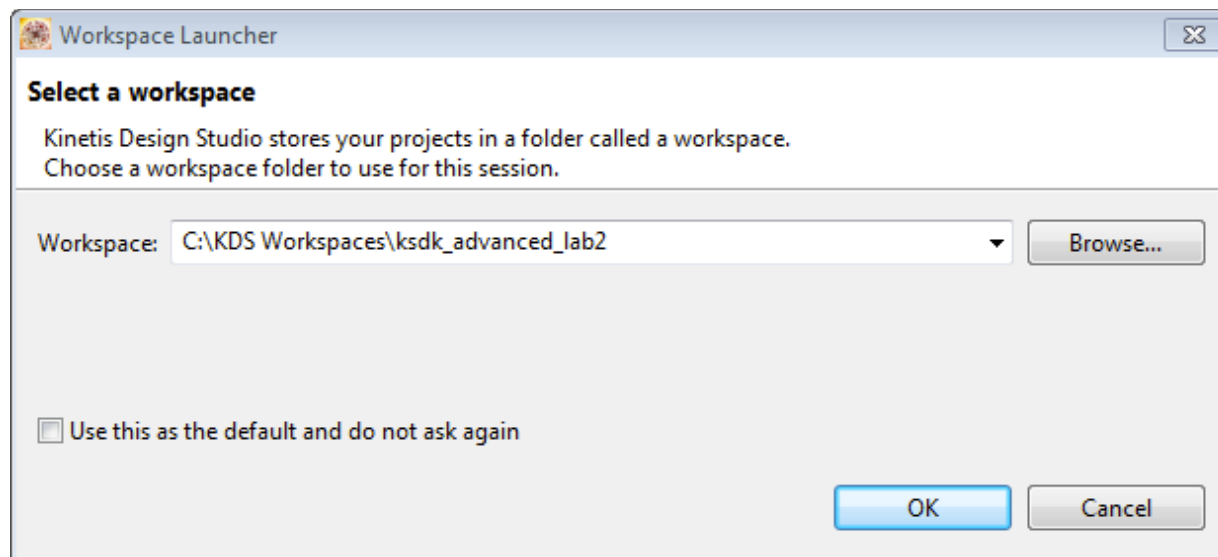 Workspace Launcher
Select a workspace
Kinetis Design Studio stores your projects in a folder called a workspace.
Choose a workspace folder to use for this session.
Workspace: C:\KDS Workspaces\ksdk_advanced_lab2 Browse...
Use this as the default and do not ask again
OK Cancel